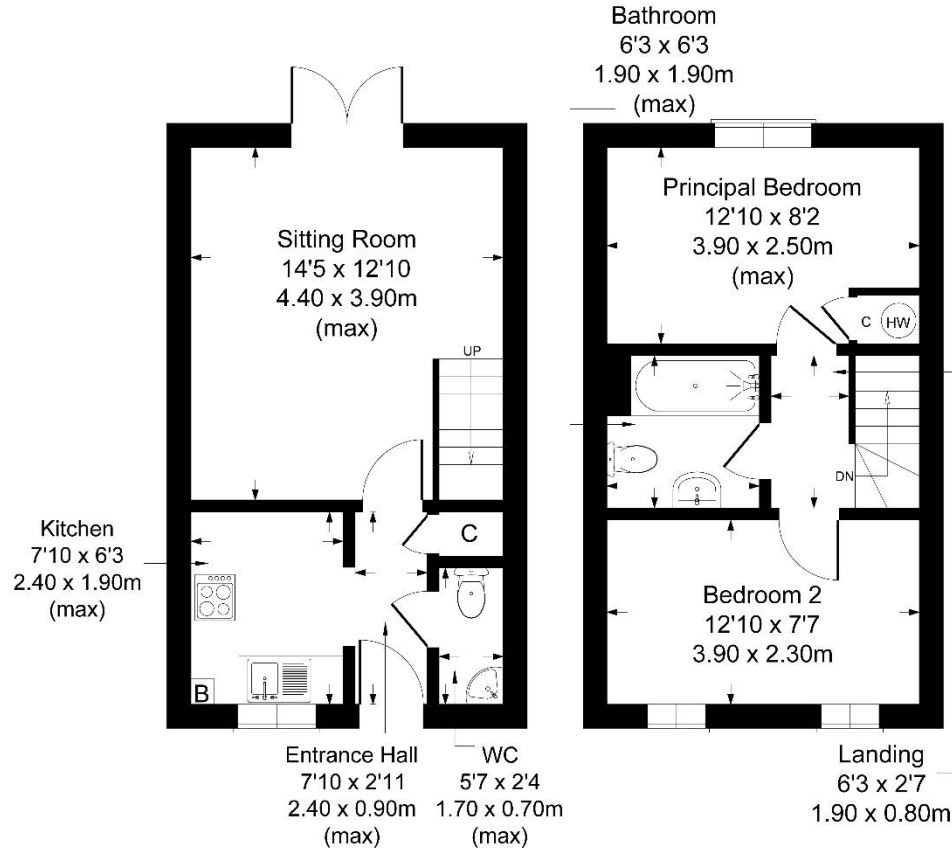 Bathroom
6'3 x 6'3
1.90 x 1.90m
(max)
Sitting Room
14'5 x 12'10
4.40 x 3.90m
(max)
UP
Principal Bedroom
12'10 x 8'2
3.90 x 2.50m
(max)
C
HW
DN
Kitchen
7'10 x 6'3
2.40 x 1.90m
(max)
C
B
Bedroom 2
12'10 x 7'7
3.90 x 2.30m
Entrance Hall
7'10 x 2'11
2.40 x 0.90m
(max)
WC
5'7 x 2'4
1.70 x 0.70m
(max)
Landing
6'3 x 2'7
1.90 x 0.80m